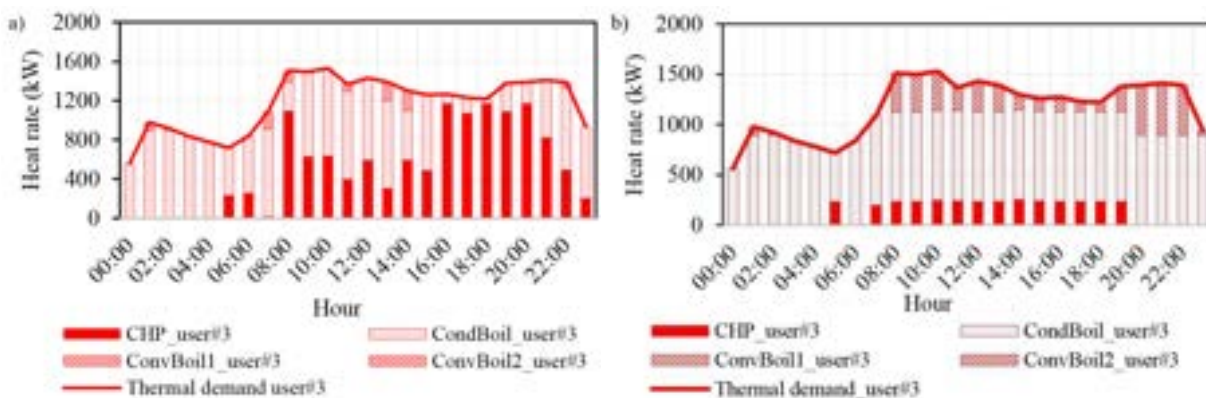 a)
2000
1600
1200
800
400
0
Heat rate (kW)
00:00
02:00
04:00
06:00
08:00
10:00
12:00
14:00
16:00
18:00
20:00
22:00
Hour
CHP_user#3
CondBoil_user#3
ConvBoil1_user#3
ConvBoil2_user#3
Thermal demand user#3
b)
2000
1500
1000
500
0
Heat rate (kW)
00:00
02:00
04:00
06:00
08:00
10:00
12:00
14:00
16:00
18:00
20:00
22:00
Hour
CHP_user#3
CondBoil_user#3
ConvBoil1_user#3
ConvBoil2_user#3
Thermal demand_user#3